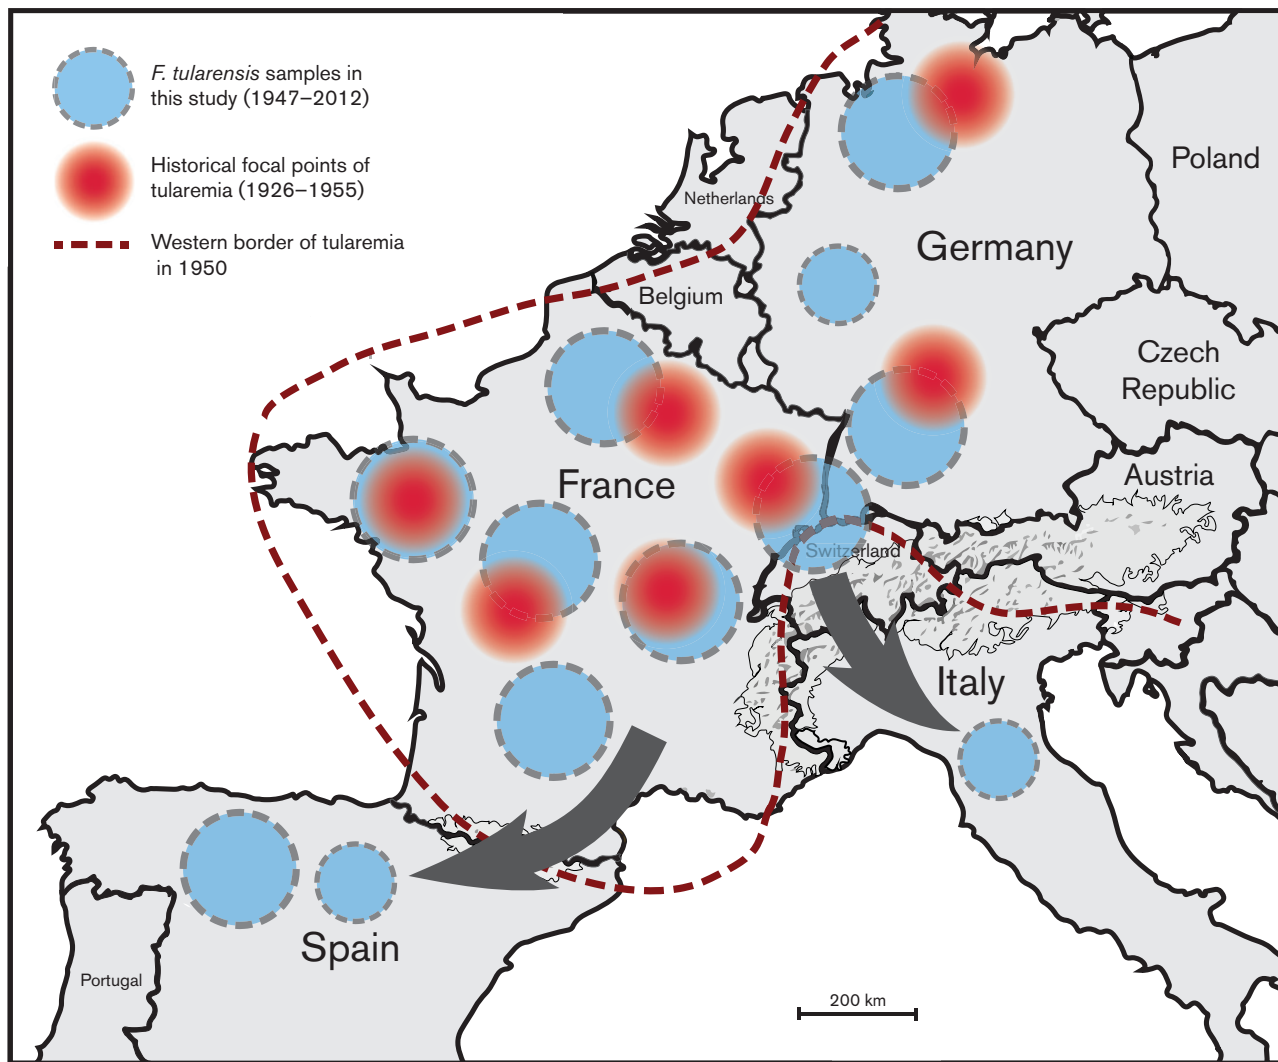 F. tularensis samples in
this study (1947–2012)
Historical focal points of
tularemia (1926–1955)
Western border of tularemia
in 1950
Poland
Netherlands
Germany
Belgium
Czech
Republic
Austria
France
Switzerland
Italy
Spain
Portugal
200 km